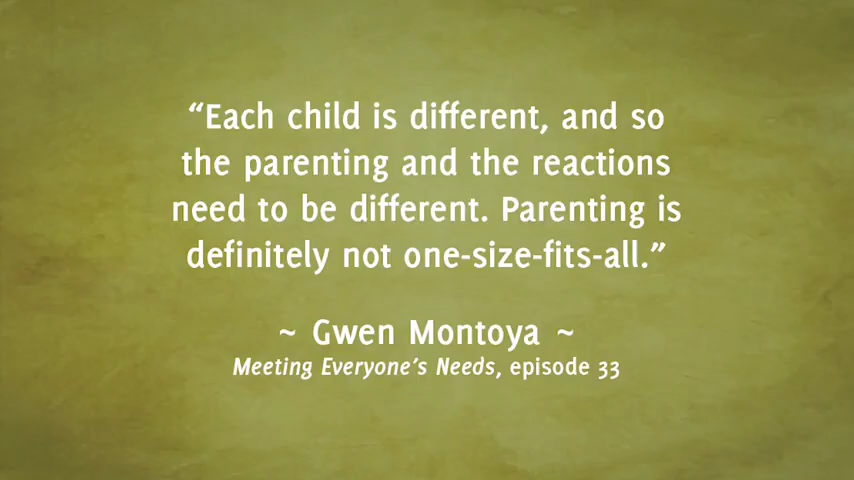 “Each child is different, and so
the parenting and the reactions
need to be different. Parenting is
definitely not one-size-fits-all.”
~ Gwen Montoya ~
Meeting Everyone’s Needs, episode 33